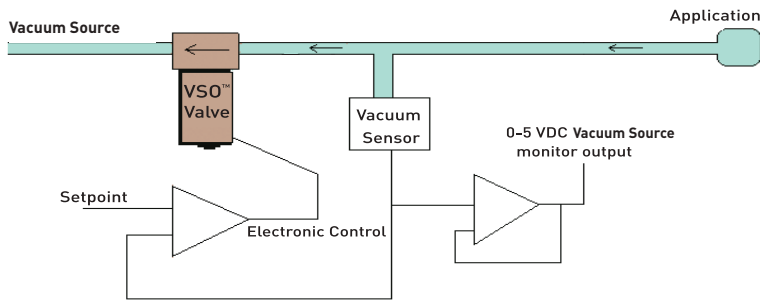 Vacuum Source
Application
VSO™
Valve
Vacuum
Sensor
0–5 VDC Vacuum Source
monitor output
Setpoint
Electronic Control